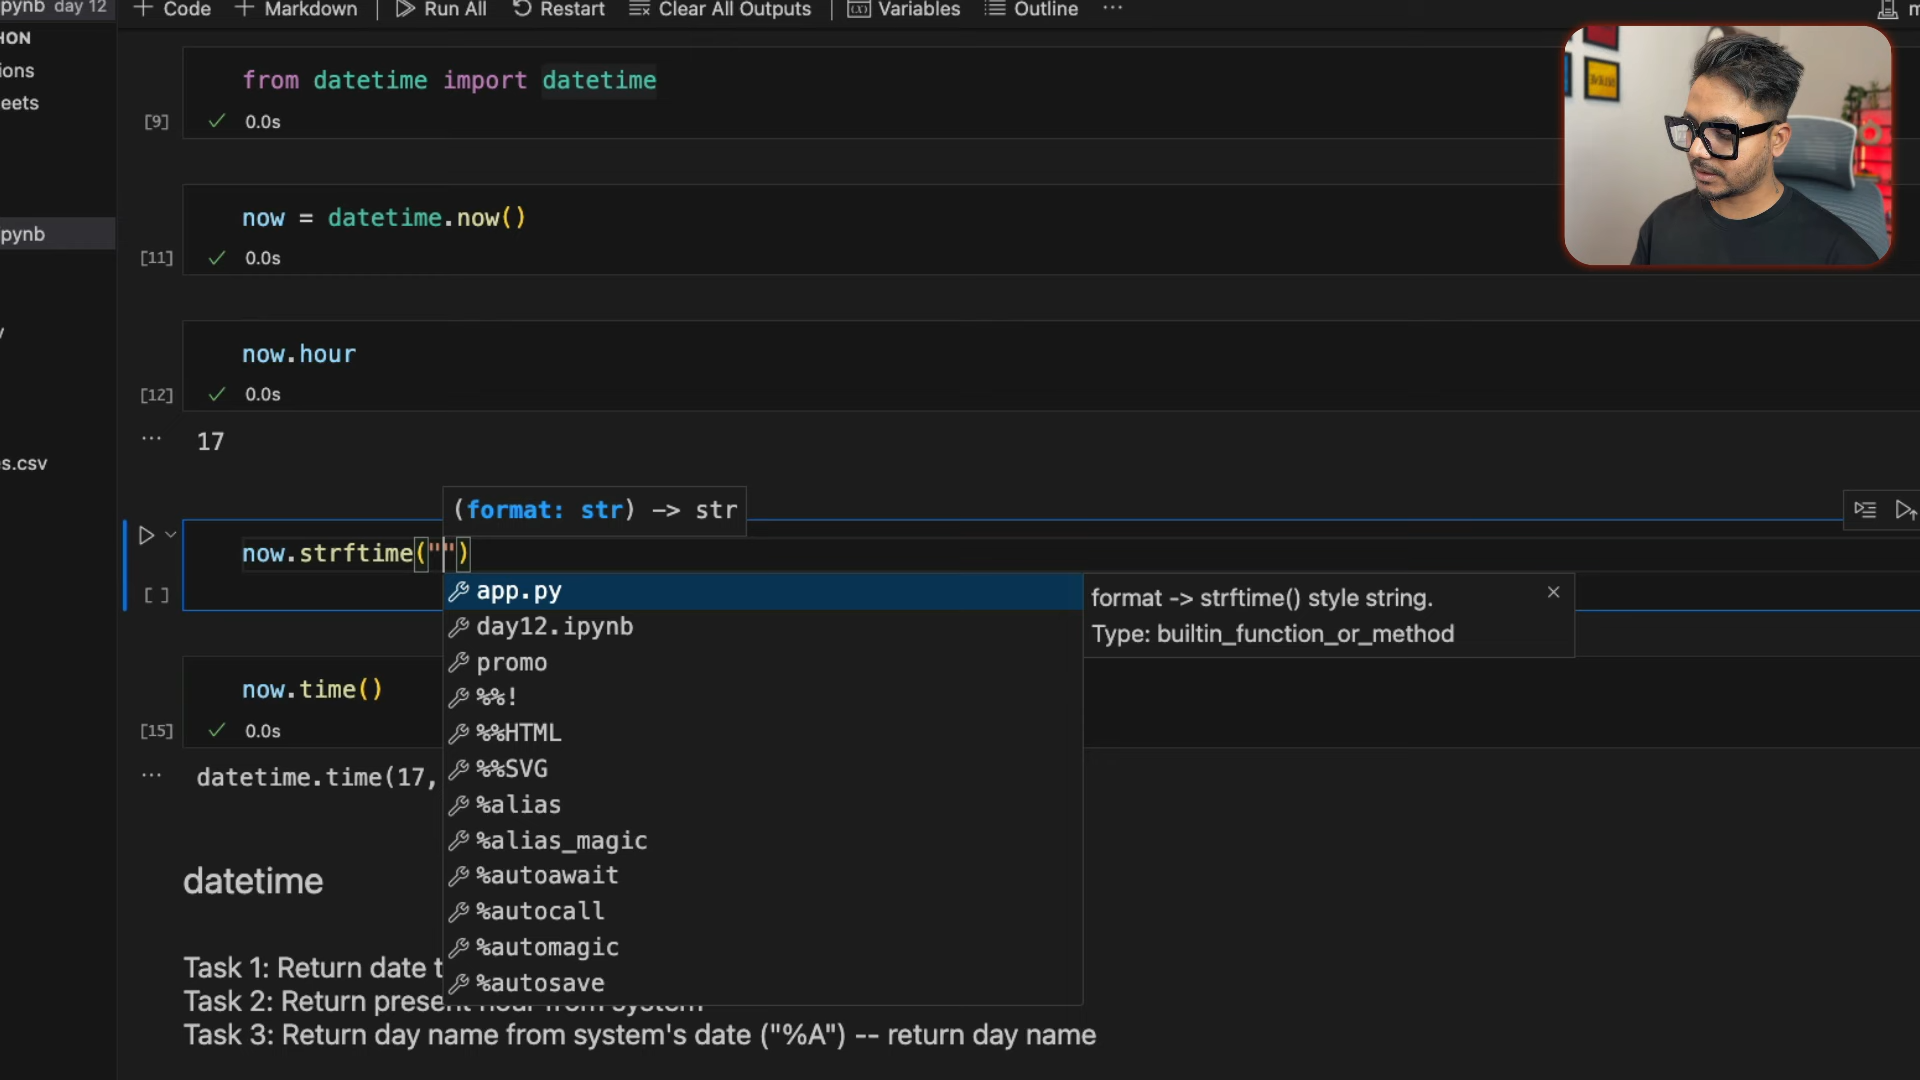 pynb day 12
Code
Markdown
Run All
Restart
Clear All Outputs
Variables
Outline
HON
ions
eets
pynb
s.csv
from datetime import datetime
[9]
0.0s
now = datetime.now()
[11]
0.0s
now.hour
[12]
0.0s
17
(format: str) -> str
now.strftime("")
[ ]
app.py
day12.ipynb
promo
%%!
%%HTML
%%SVG
%alias
%alias_magic
%autoawait
%autocall
%automagic
%autosave
format -> strftime() style string.
Type: builtin_function_or_method
now.time()
[15]
0.0s
datetime.time(17,
datetime
Task 1: Return date t
Task 2: Return present hour from system.
Task 3: Return day name from system's date ("%A") -- return day name